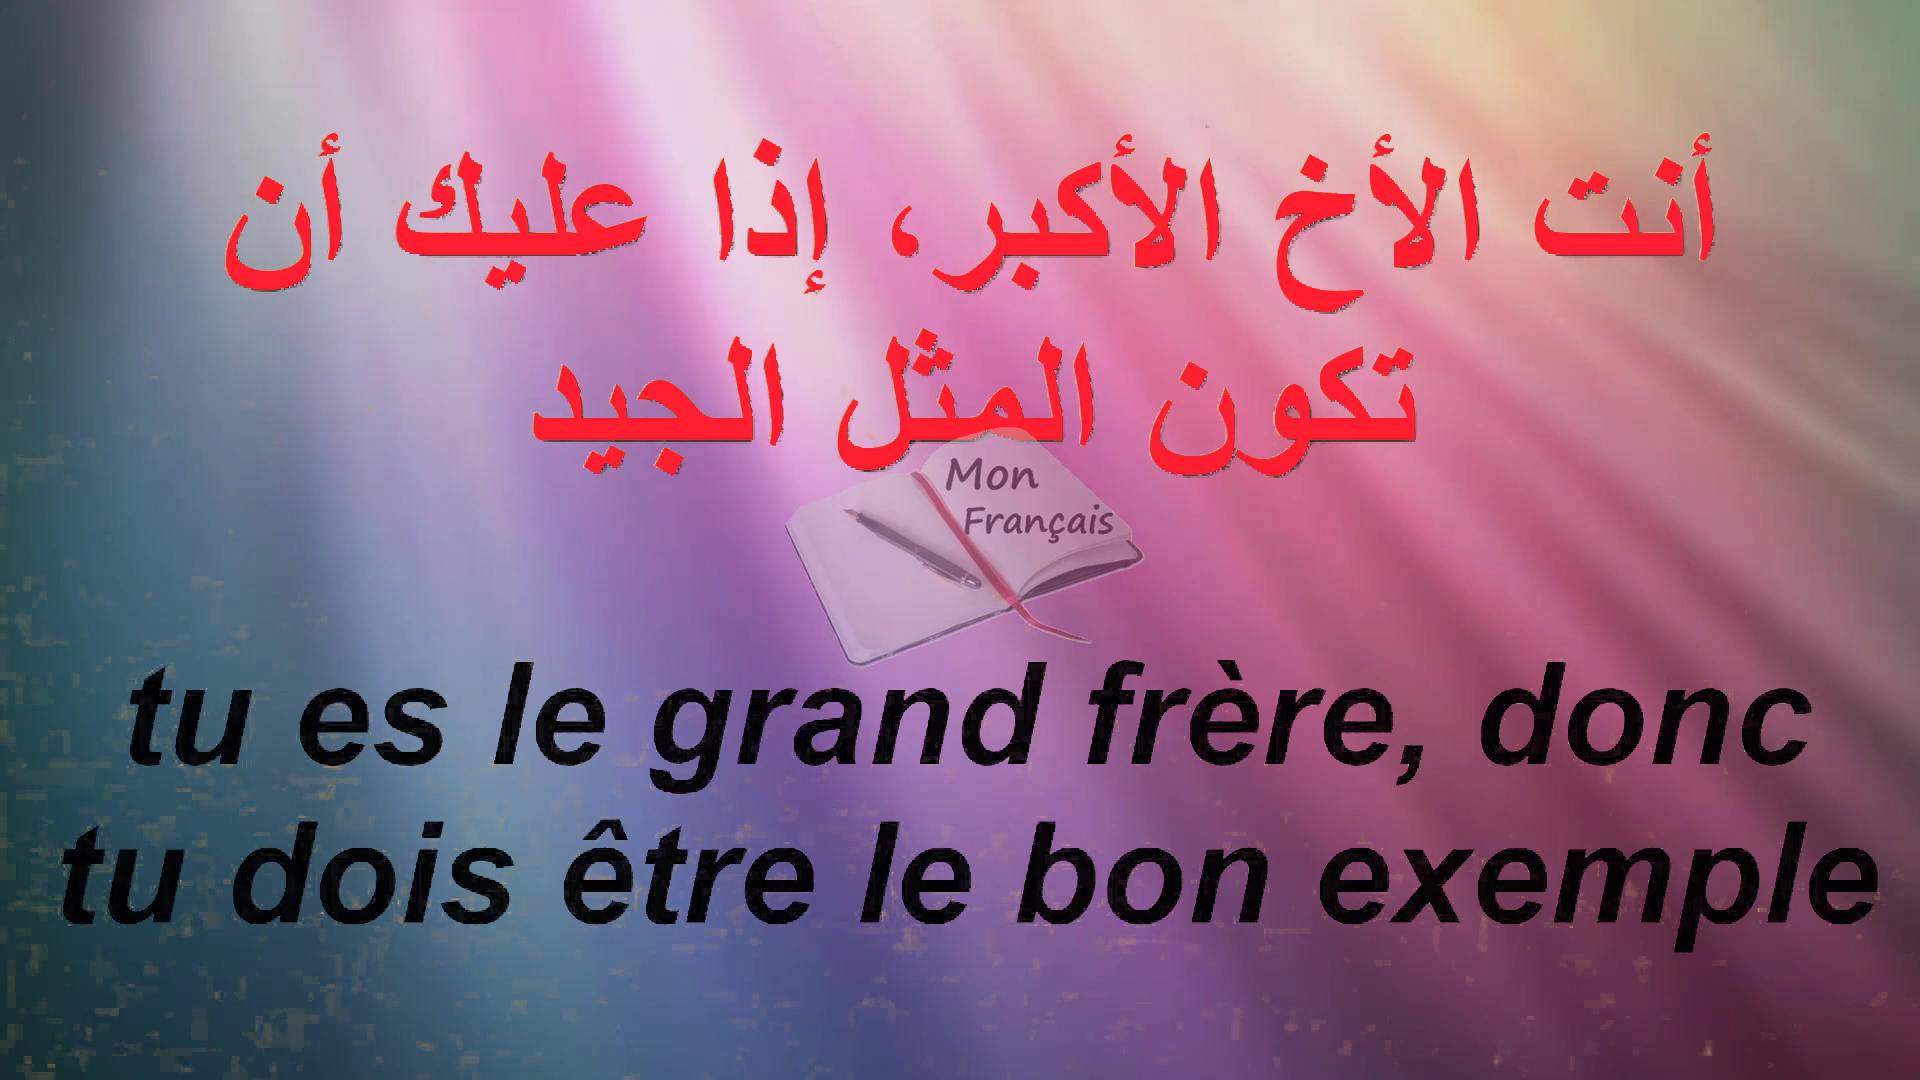 أنت الأخ الأكبر، إذا عليك أن
تكون المثل الجيد
Mon
Français
tu es le grand frère, donc
tu dois être le bon exemple